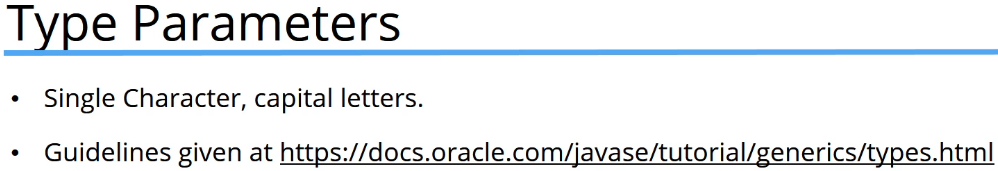 Type Parameters
• Single Character, capital letters.
• Guidelines given at https://docs.oracle.com/javase/tutorial/generics/types.html